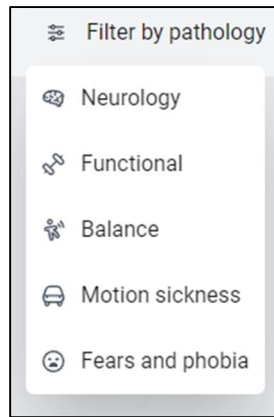 Filter by pathology
Neurology
Functional
Balance
Motion sickness
Fears and phobia